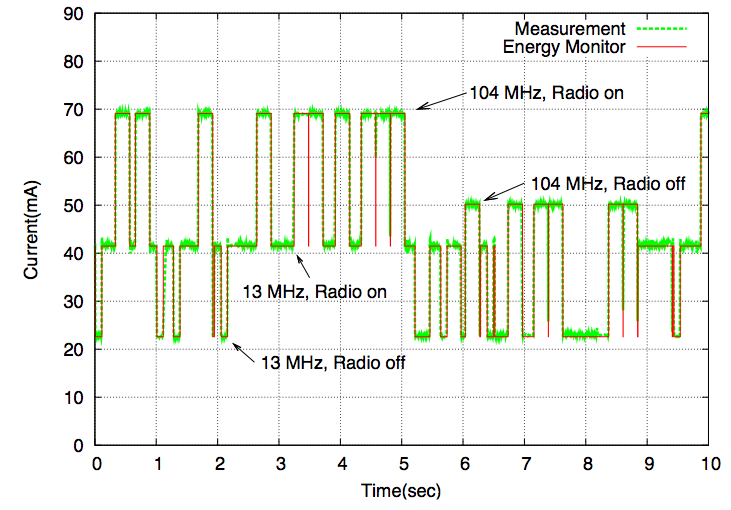 90
80
70
60
50
40
30
20
10
0
Current(mA)
Measurement
Energy Monitor
104 MHz, Radio on
104 MHz, Radio off
13 MHz, Radio on
13 MHz, Radio off
0 1 2 3 4 5 6 7 8 9 10
Time(sec)